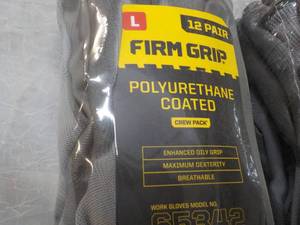 L
12 PAIR
FIRM GRIP
POLYURETHANE
COATED
CREW PACK
ENHANCED OILY GRIP
MAXIMUM DEXTERITY
BREATHABLE
WORK GLOVES MODEL NO.